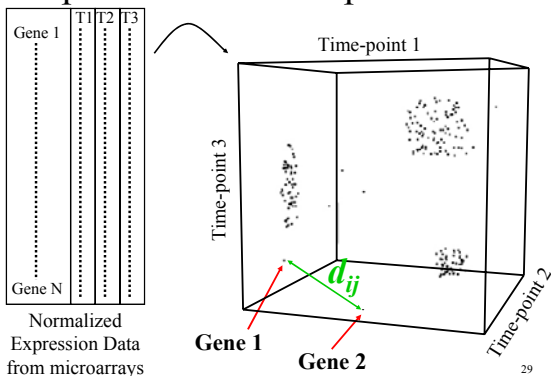 Gene 1
T1 T2 T3
Gene N
Normalized
Expression Data
from microarrays
Time-point 1
Time-point 3
Time-point 2
d_ij
Gene 1
Gene 2
29